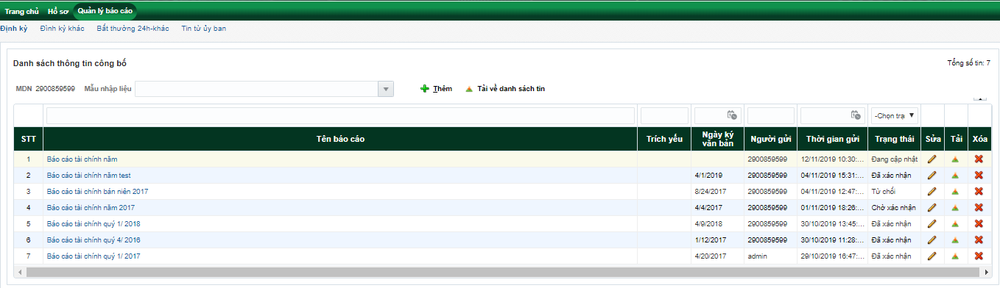 Trang chủ Hồ sơ Quản lý báo cáo
Định kỳ Đình kỳ khác Bất thường 24h-khác Tin từ ủy ban
Danh sách thông tin công bố Tổng số tin: 7
MDN 2900859599 Mẫu nhập liệu Thêm Tải về danh sách tin
-Chọn trạ
STT Tên báo cáo Trích yếu Ngày ký văn bản Người gửi Thời gian gửi Trạng thái Sửa Tải Xóa
1 Báo cáo tài chính năm 2900859599 12/11/2019 10:30:... Đang cập nhật
2 Báo cáo tài chính năm test 4/1/2019 2900859599 04/11/2019 15:31:... Đã xác nhận
3 Báo cáo tài chính bán niên 2017 8/24/2017 2900859599 04/11/2019 12:47:... Từ chối
4 Báo cáo tài chính năm 2017 4/4/2017 2900859599 01/11/2019 18:26:... Chờ xác nhận
5 Báo cáo tài chính quý 1/ 2018 4/9/2018 2900859599 30/10/2019 13:45:... Đã xác nhận
6 Báo cáo tài chính quý 4/ 2016 1/12/2017 2900859599 30/10/2019 11:28:... Đã xác nhận
7 Báo cáo tài chính quý 1/ 2017 4/20/2017 admin 29/10/2019 16:47:... Đã xác nhận